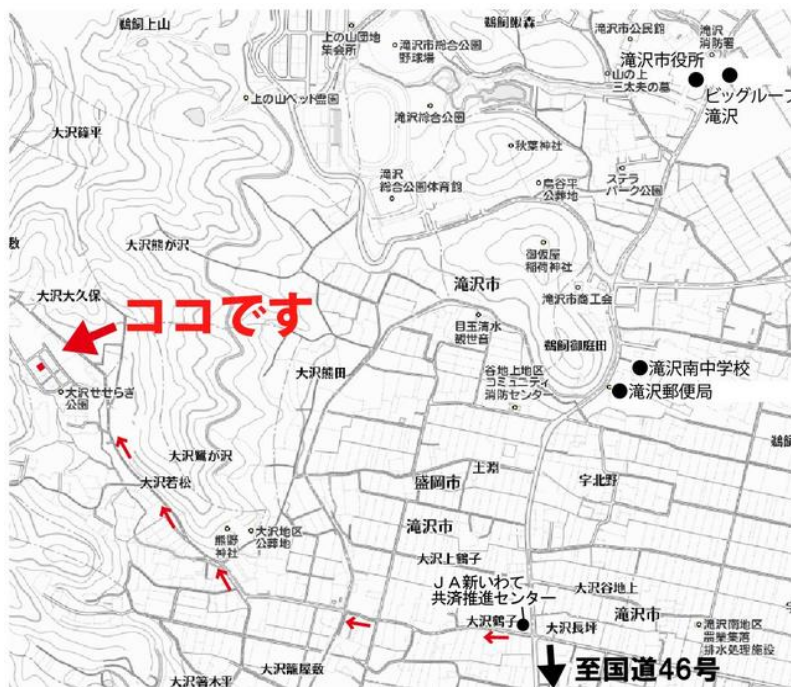 鵜飼上山
上の山団地
集会所
滝沢市総合公園
野球場
滝沢市公民館
滝沢
消防署
滝沢市役所
ビッグルーフ
滝沢
山の上
三太夫の墓
上の山ペット霊園
滝沢総合公園
大沢篠平
秋葉神社
滝沢
総合公園体育館
鳥谷平
公葬地
ステラ
パーク公園
大沢熊が沢
御仮屋
稲荷神社
滝沢市
大沢大久保
滝沢市商工会
ココです
目玉清水
観世音
鵜飼御庭田
大沢熊田
谷地上地区
コミュニティ
消防センター
滝沢南中学校
滝沢郵便局
大沢せせらぎ
公園
大沢鷺が沢
土淵
大沢若松
盛岡市
字北野
滝沢市
熊野
神社
大沢地区
公葬地
大沢上鶴子
JA新いわて
共済推進センター
大沢谷地上
滝沢市
大沢鶴子
大沢長坪
滝沢南地区
農業集落
排水処理施設
大沢籠屋敷
至国道46号
大沢箸木平